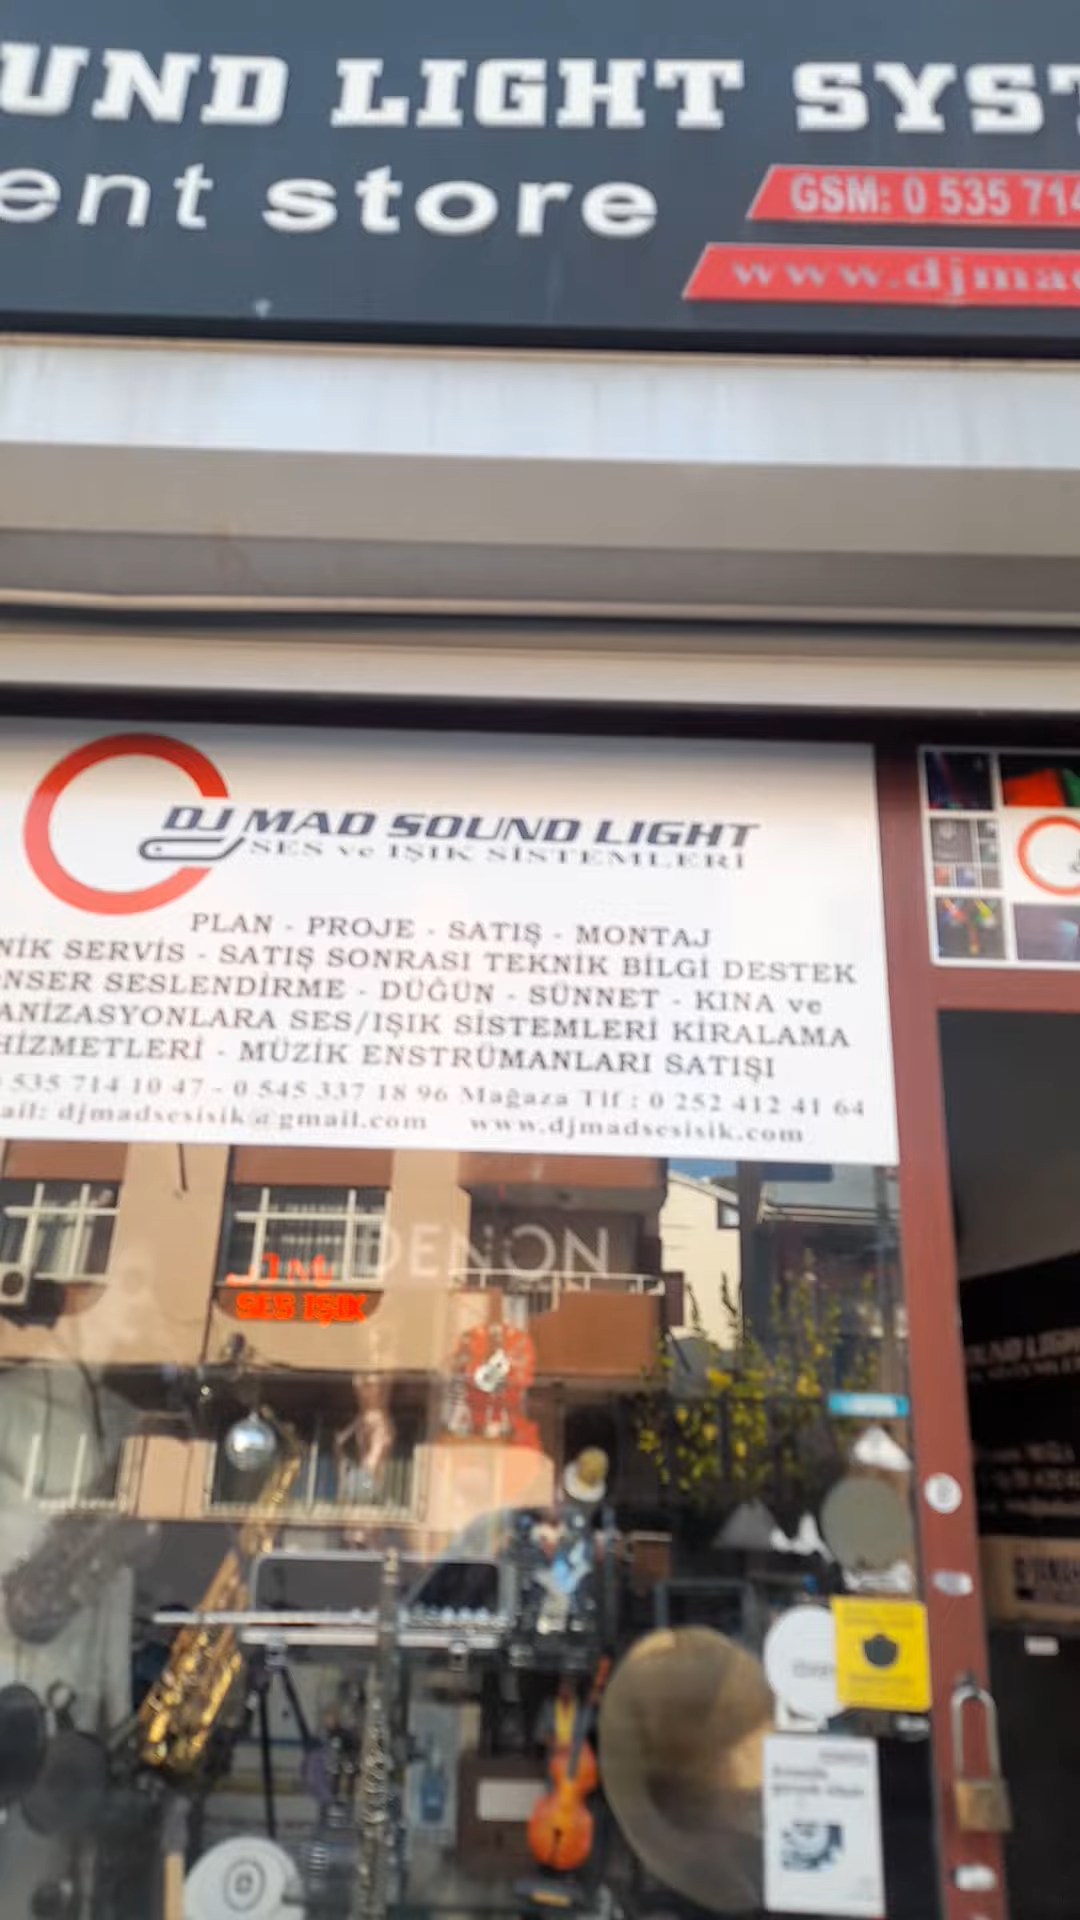 UND LIGHT SYST
ent store
GSM: 0 535 714
www.djmad
DJ MAD SOUND LIGHT
SES ve IŞIK SİSTEMLERİ
PLAN - PROJE - SATIŞ - MONTAJ
NİK SERVİS - SATIŞ SONRASI TEKNİK BİLGİ DESTEK
ONSER SESLENDİRME - DÜĞÜN - SÜNNET - KINA ve
ANİZASYONLARA SES/IŞIK SİSTEMLERİ KİRALAMA
HİZMETLERİ - MÜZİK ENSTRÜMANLARI SATIŞI
535 714 10 47 - 0 545 337 18 96 Mağaza Tlf : 0 252 412 41 64
ail: djmadsesisik@gmail.com www.djmadsesisik.com
DENON
SES IŞIK